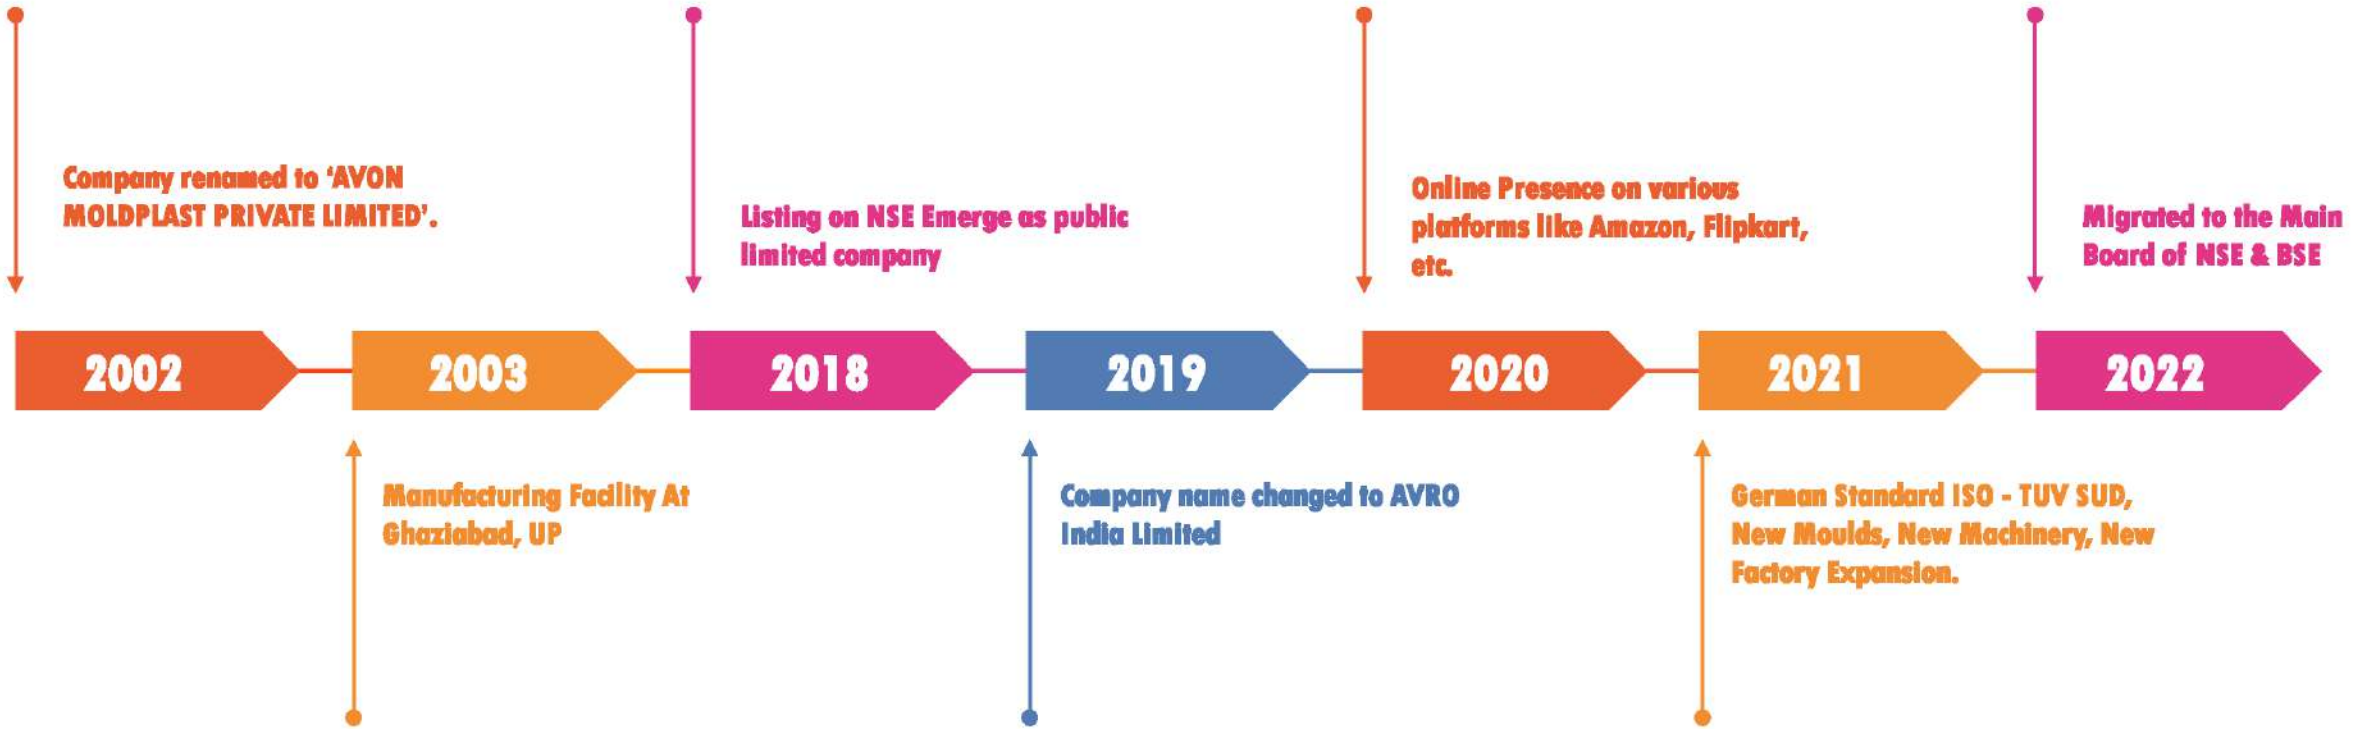 Company renamed to ‘AVON
MOLDPLAST PRIVATE LIMITED’.
Listing on NSE Emerge as public
limited company
Online Presence on various
platforms like Amazon, Flipkart,
etc.
Migrated to the Main
Board of NSE & BSE
2002
2003
2018
2019
2020
2021
2022
Manufacturing Facility At
Ghaziabad, UP
Company name changed to AVRO
India Limited
German Standard ISO - TUV SUD,
New Moulds, New Machinery, New
Factory Expansion.